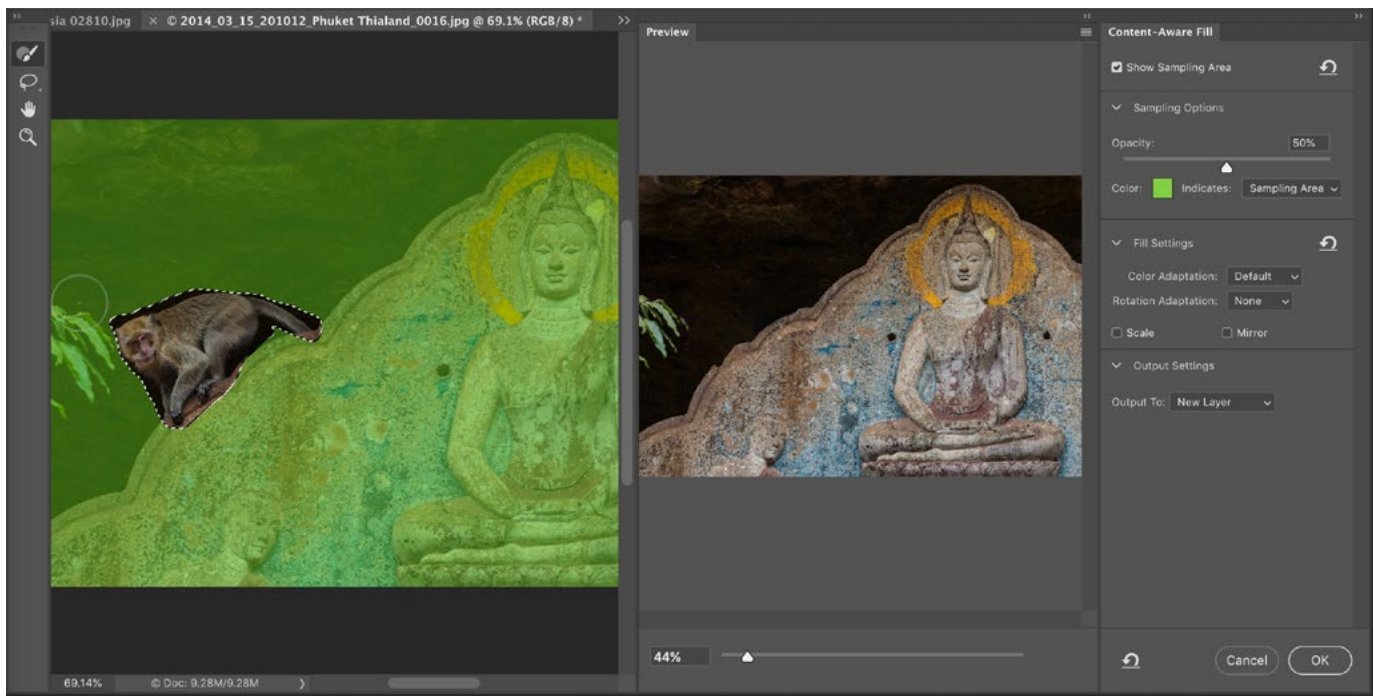 sia 02810.jpg × © 2014_03_15_201012_Phuket Thialand_0016.jpg @ 69.1% (RGB/8) *
69.14% © Doc: 9.28M/9.28M
Preview
44%
Content-Aware Fill
Show Sampling Area
Sampling Options
Opacity: 50%
Color: Indicates: Sampling Area
Fill Settings
Color Adaptation: Default
Rotation Adaptation: None
Scale Mirror
Output Settings
Output To: New Layer
Cancel OK